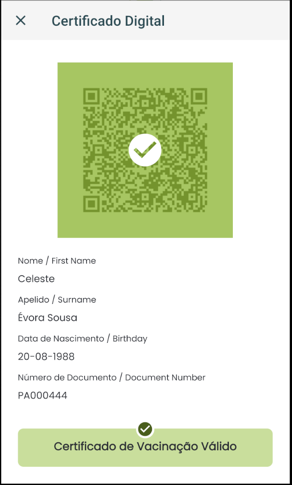 Certificado Digital
Nome / First Name
Celeste
Apelido / Surname
Évora Sousa
Data de Nascimento / Birthday
20-08-1988
Número de Documento / Document Number
PA000444
Certificado de Vacinação Válido